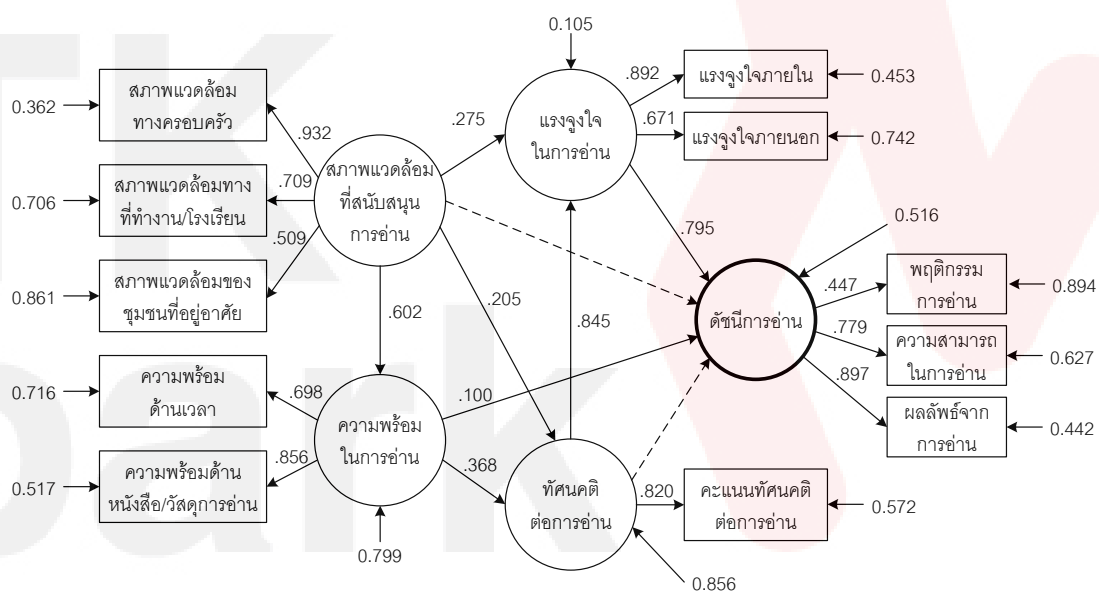 0.105
0.362
สภาพแวดล้อม
ทางครอบครัว
.932
0.706
สภาพแวดล้อมทาง
ที่ทำงาน/โรงเรียน
.709
0.861
สภาพแวดล้อมของ
ชุมชนที่อยู่อาศัย
.509
สภาพแวดล้อม
ที่สนับสนุน
การอ่าน
.275
แรงจูงใจ
ในการอ่าน
.892
แรงจูงใจภายใน
0.453
.671
แรงจูงใจภายนอก
0.742
.795
0.516
.602
.205
.845
ดัชนีการอ่าน
.447
พฤติกรรม
การอ่าน
0.894
.779
ความสามารถ
ในการอ่าน
0.627
.897
ผลลัพธ์จาก
การอ่าน
0.442
0.716
ความพร้อม
ด้านเวลา
.698
0.517
ความพร้อมด้าน
หนังสือ/วัสดุการอ่าน
.856
ความพร้อม
ในการอ่าน
.100
.368
0.799
ทัศนคติ
ต่อการอ่าน
.820
คะแนนทัศนคติ
ต่อการอ่าน
0.572
0.856
TK
park